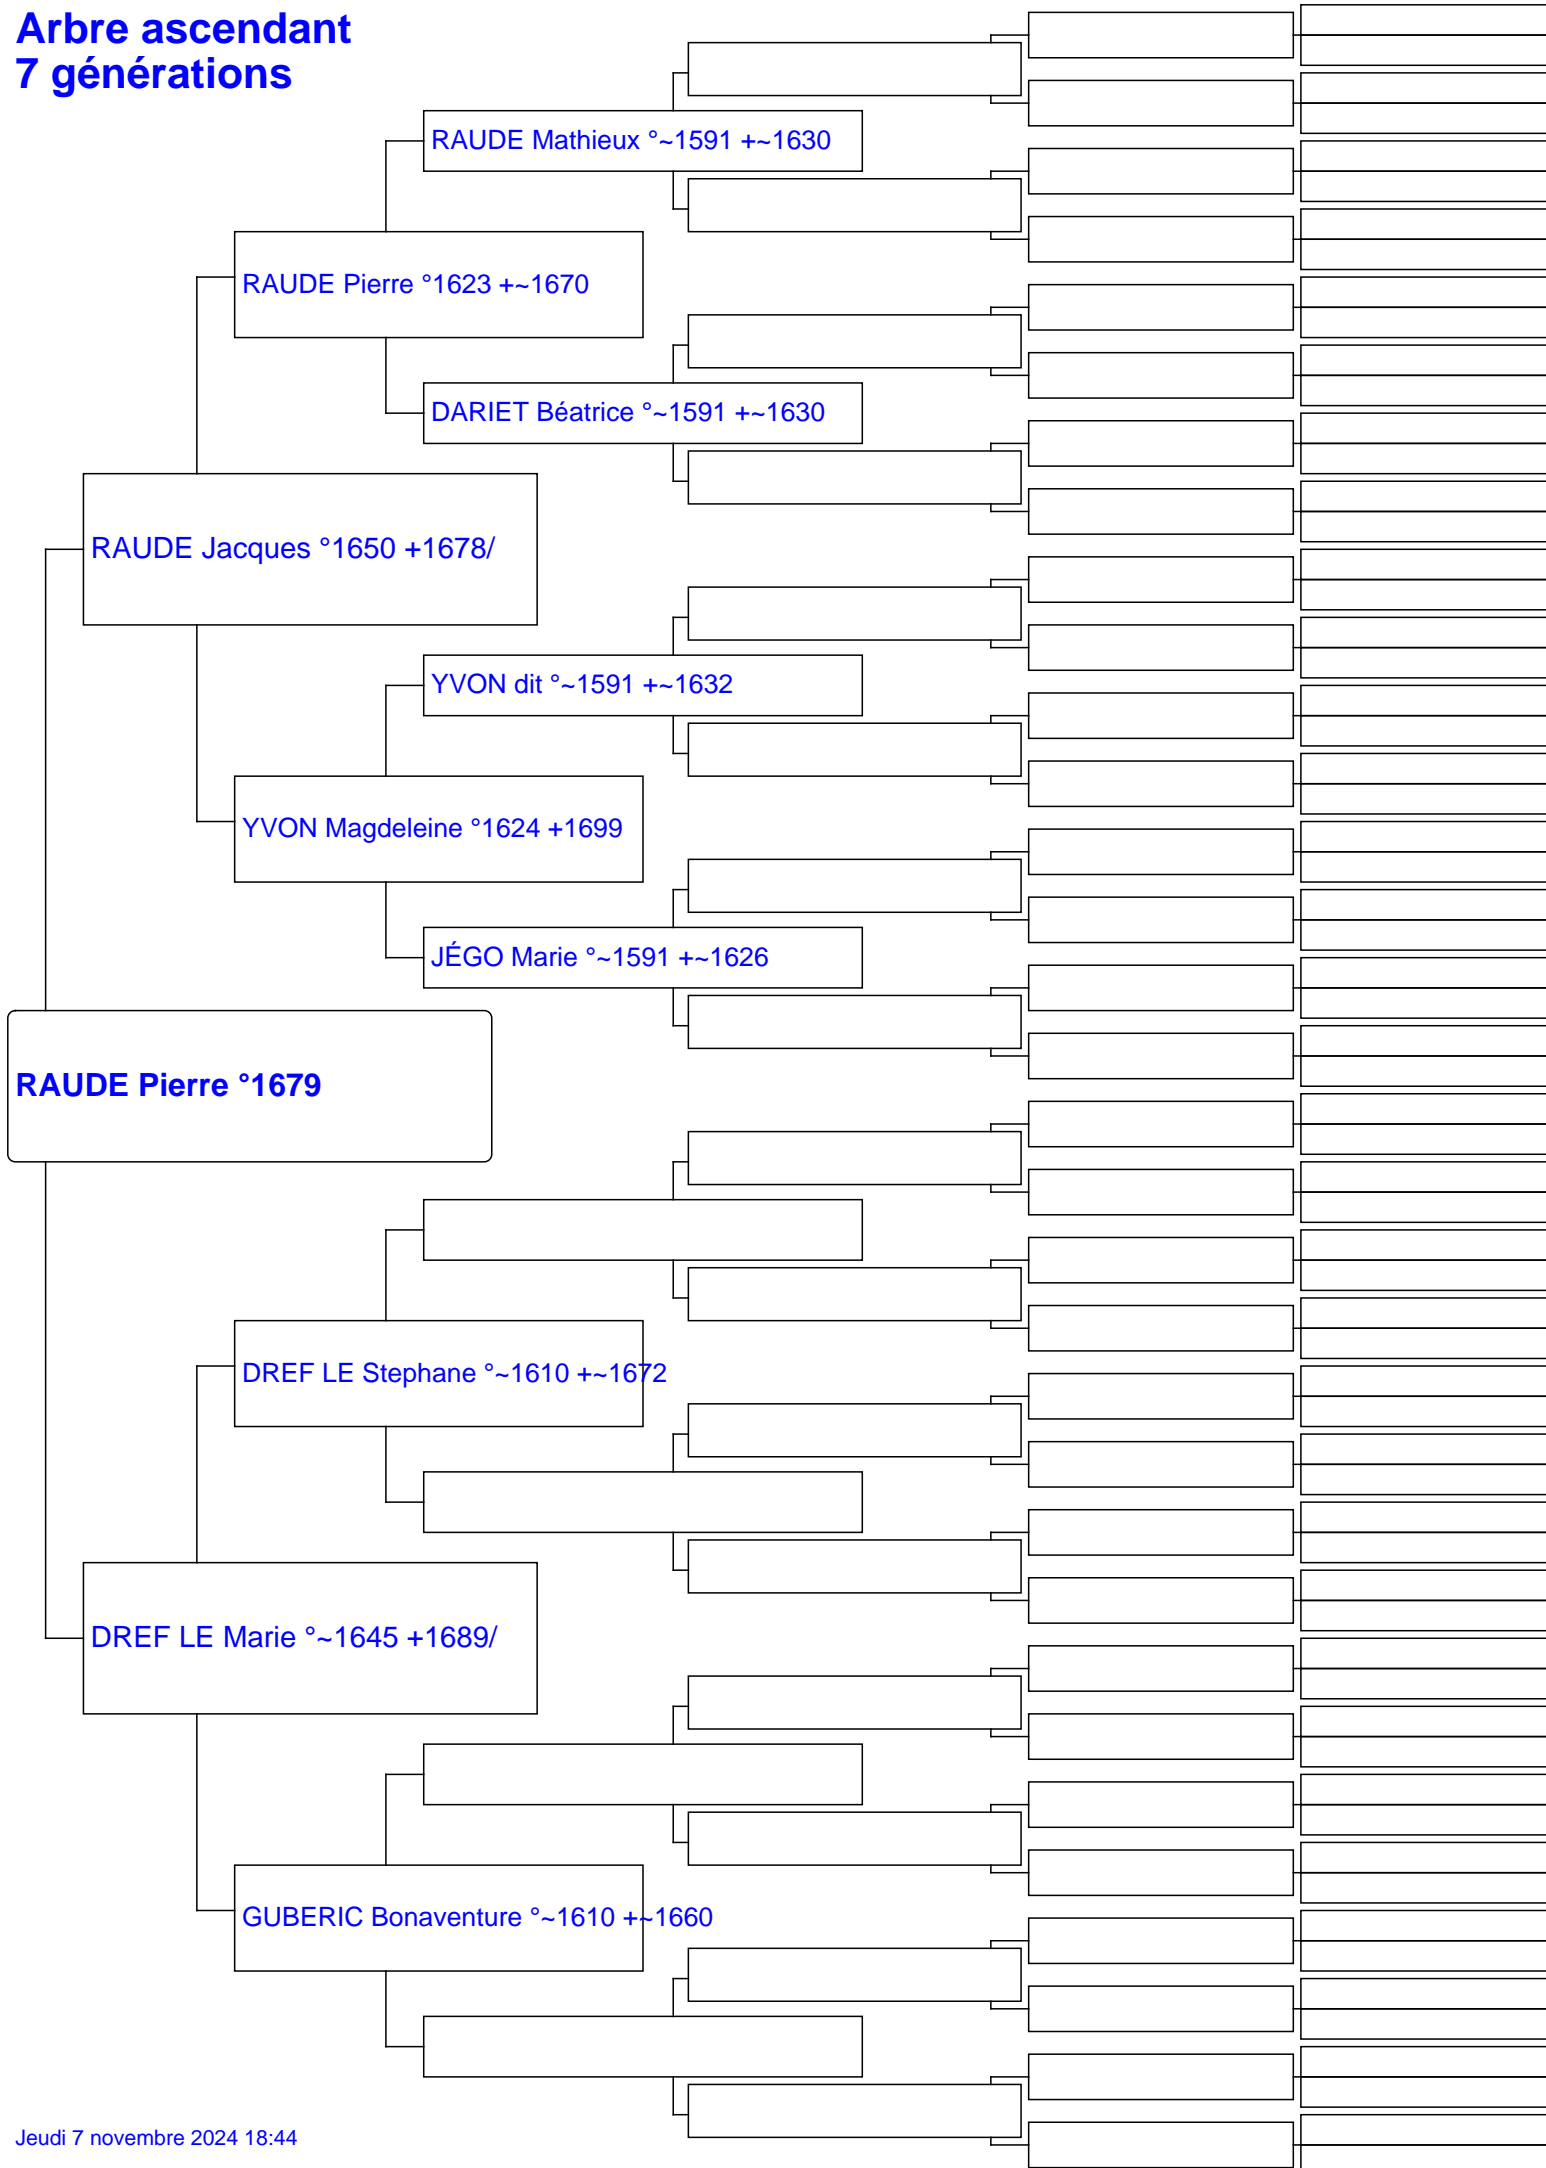 Arbre ascendant
7 générations
RAUDE Mathieux °~1591 +~1630
RAUDE Pierre °1623 +~1670
DARIET Béatrice °~1591 +~1630
RAUDE Jacques °1650 +1678/
YVON dit °~1591 +~1632
YVON Magdeleine °1624 +1699
JÉGO Marie °~1591 +~1626
RAUDE Pierre °1679
DREF LE Stephane °~1610 +~1672
DREF LE Marie °~1645 +1689/
GUBERIC Bonaventure °~1610 +~1660
Jeudi 7 novembre 2024 18:44